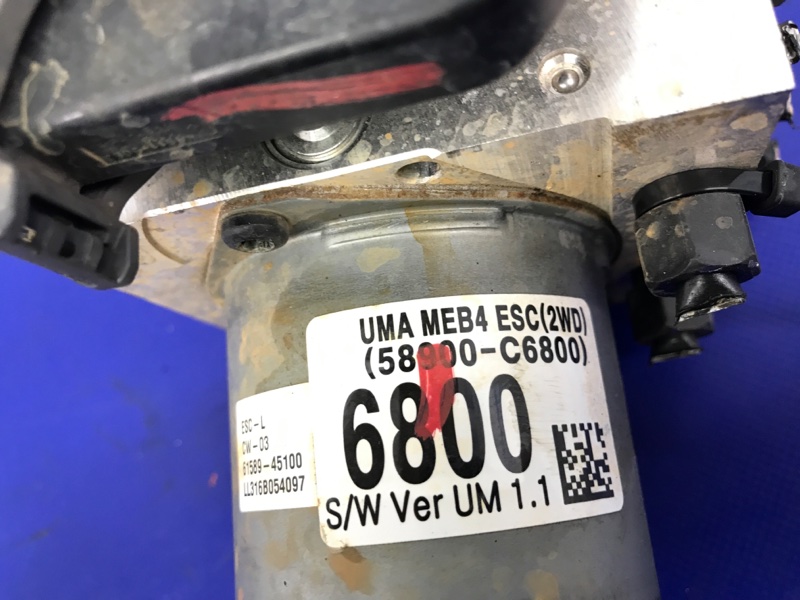 UMA MEB4 ESC(2WD)
(58900-C6800)
6800
S/W Ver UM 1.1
ESC-L
CW-03
61589-45100
LL316B054097